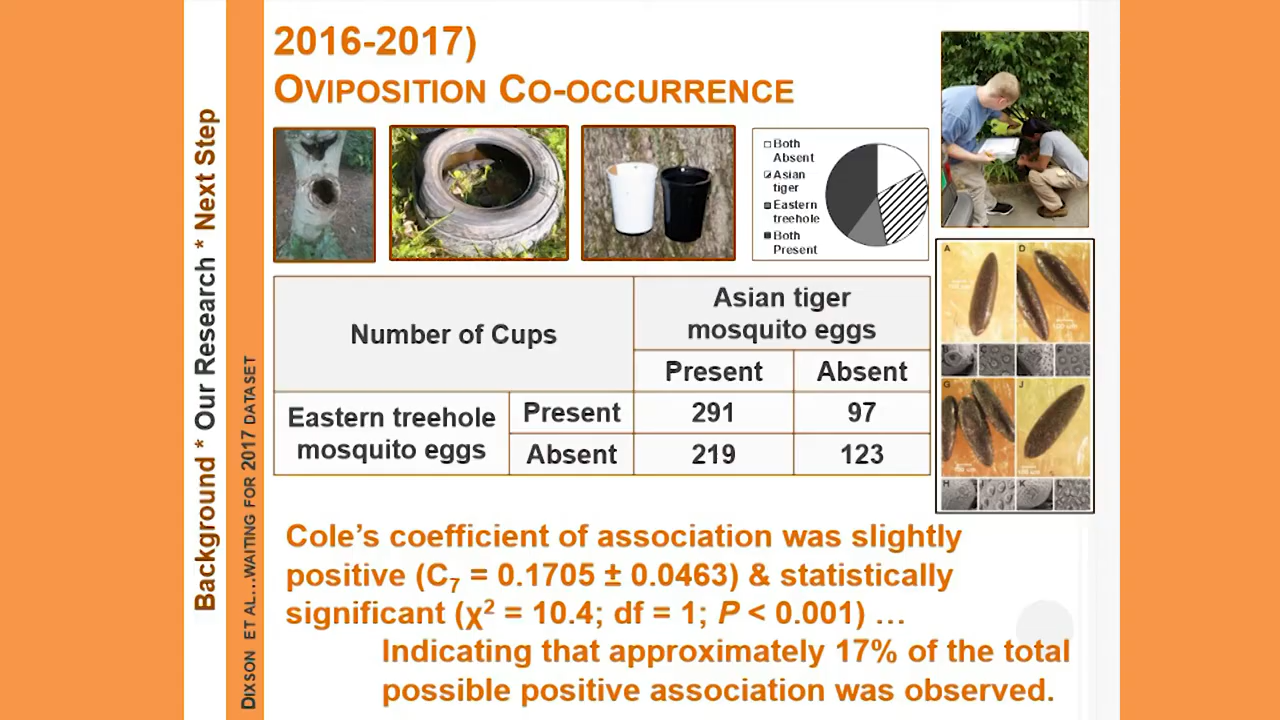 2016-2017)
OVIPOSITION CO-OCCURRENCE
Background * Our Research * Next Step
DIXSON ET AL…WAITING FOR 2017 DATASET
Both
Absent
Asian
tiger
Eastern
treehole
Both
Present
Number of Cups
Asian tiger
mosquito eggs
Present
Absent
Eastern treehole
mosquito eggs
Present
291
97
Absent
219
123
A
D
G
J
H
K
Cole's coefficient of association was slightly
positive (C7 = 0.1705 ± 0.0463) & statistically
significant (χ² = 10.4; df = 1; P < 0.001) …
Indicating that approximately 17% of the total
possible positive association was observed.